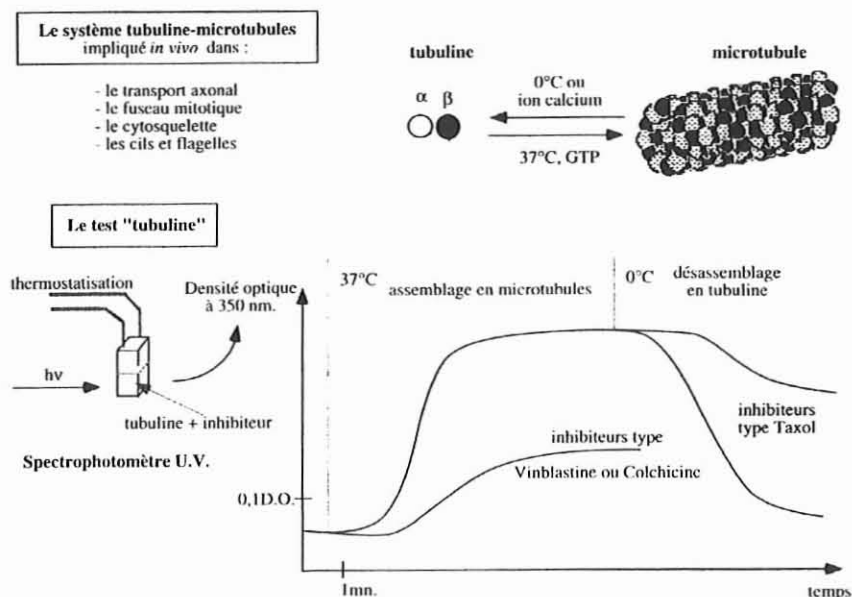 Le système tubuline-microtubules
impliqué in vivo dans :
- le transport axonal
- le fuseau mitotique
- le cytosquelette
- les cils et flagelles
tubuline
α β
0°C ou
ion calcium
37°C, GTP
microtubule
Le test "tubuline"
thermostatisation
Densité optique
à 350 nm.
hν
tubuline + inhibiteur
Spectrophotomètre U.V.
37°C
assemblage en microtubules
0°C
désassemblage
en tubuline
inhibiteurs
type Taxol
inhibiteurs type
Vinblastine ou Colchicine
0,1D.O.
1mn.
temps